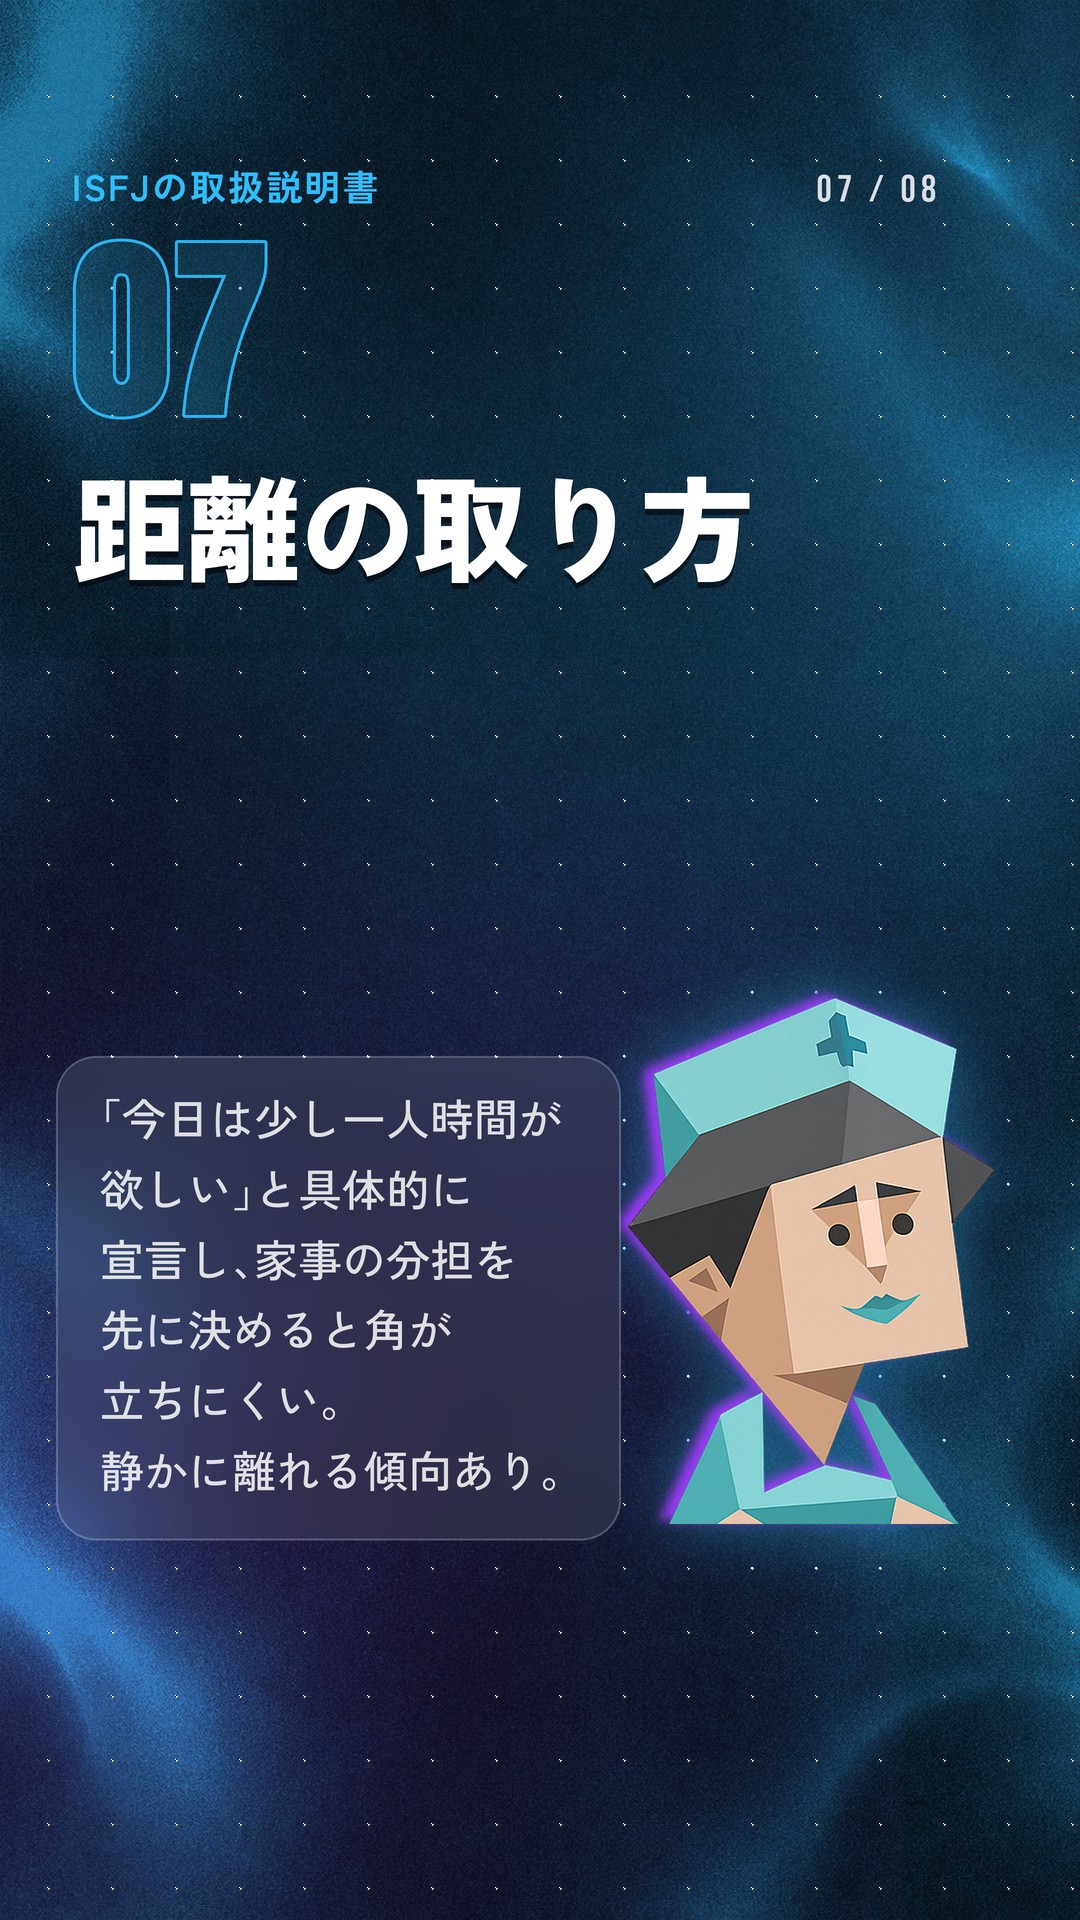 ISFJの取扱説明書
07 / 08
07
距離の取り方
「今日は少し一人時間が
欲しい」と具体的に
宣言し、家事の分担を
先に決めると角が
立ちにくい。
静かに離れる傾向あり。